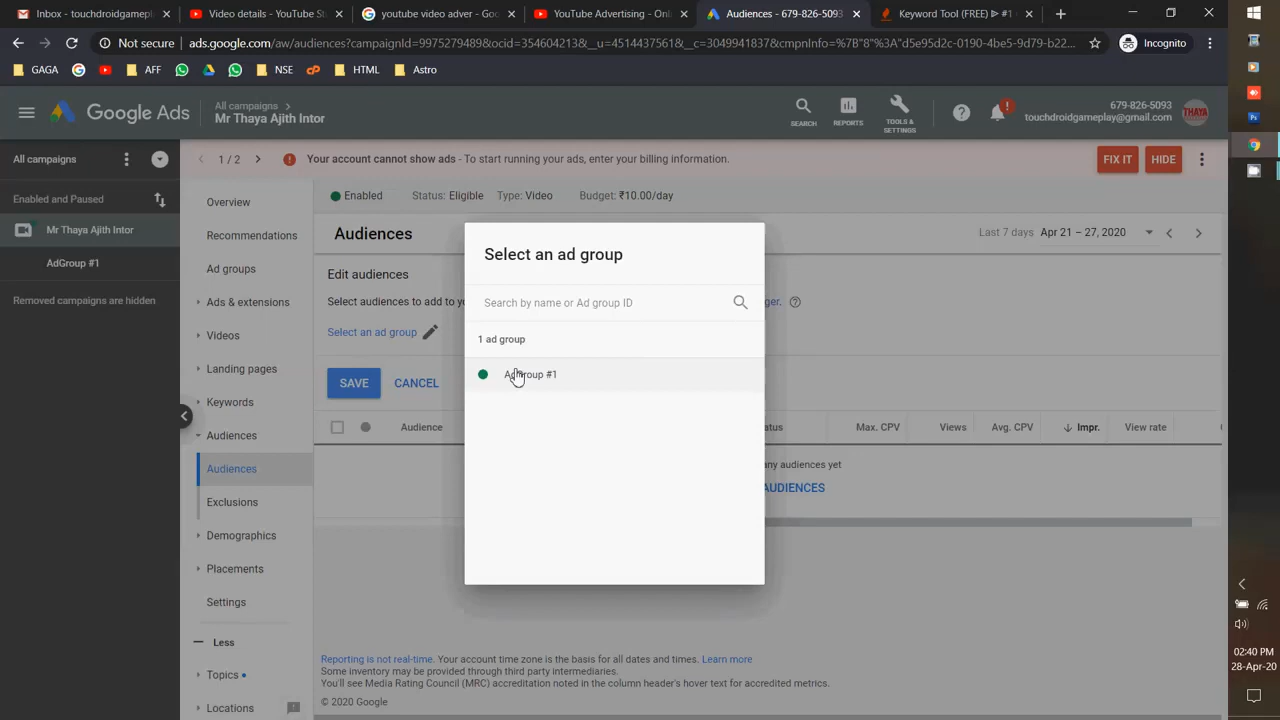 Inbox - touchdroidgamepl
Video details - YouTube St
youtube video adver - Goo
YouTube Advertising - Onl
Audiences - 679-826-5093
Keyword Tool (FREE) ᐉ #1
Not secure
ads.google.com/aw/audiences?campaignId=9975279489&ocid=354604213&__u=4514437561&__c=3049941837&cmpnInfo=%7B"8"%3A"d5e95d2c-0190-4be5-9d79-b22...
Incognito
GAGA
AFF
NSE
HTML
Astro
Google Ads
All campaigns
Mr Thaya Ajith Intor
SEARCH
REPORTS
TOOLS & SETTINGS
679-826-5093
touchdroidgameplay@gmail.com
THAYA
All campaigns
1 / 2
Your account cannot show ads - To start running your ads, enter your billing information.
FIX IT
HIDE
Enabled and Paused
Mr Thaya Ajith Intor
AdGroup #1
Removed campaigns are hidden
Overview
Recommendations
Ad groups
Ads & extensions
Videos
Landing pages
Keywords
Audiences
Audiences
Exclusions
Demographics
Placements
Settings
Less
Topics
Locations
Enabled
Status: Eligible
Type: Video
Budget: ₹10.00/day
Audiences
Last 7 days
Apr 21 – 27, 2020
Edit audiences
Select audiences to add to yo
ger.
Select an ad group
SAVE
CANCEL
Select an ad group
Search by name or Ad group ID
1 ad group
AdGroup #1
Audience
atus
Max. CPV
Views
Avg. CPV
Impr.
View rate
any audiences yet
AUDIENCES
Reporting is not real-time. Your account time zone is the basis for all dates and times. Learn more
Some inventory may be provided through third party intermediaries.
You'll see Media Rating Council (MRC) accreditation noted in the column header's hover text for accredited metrics.
© 2020 Google
02:40 PM
28-Apr-20